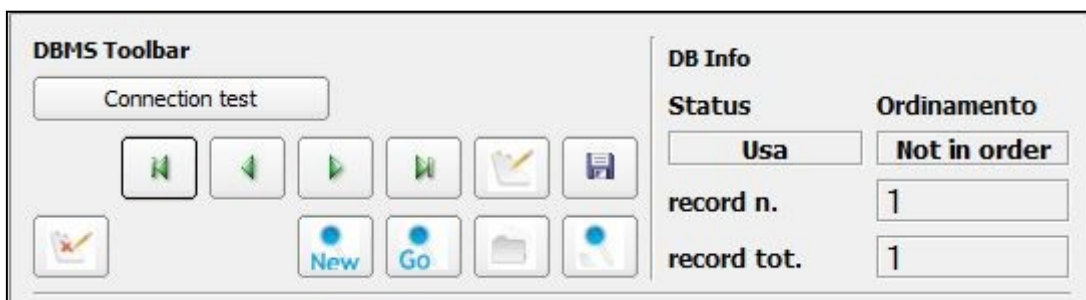 DBMS Toolbar
Connection test
New
Go
DB Info
Status Ordinamento
Usa Not in order
record n. 1
record tot. 1